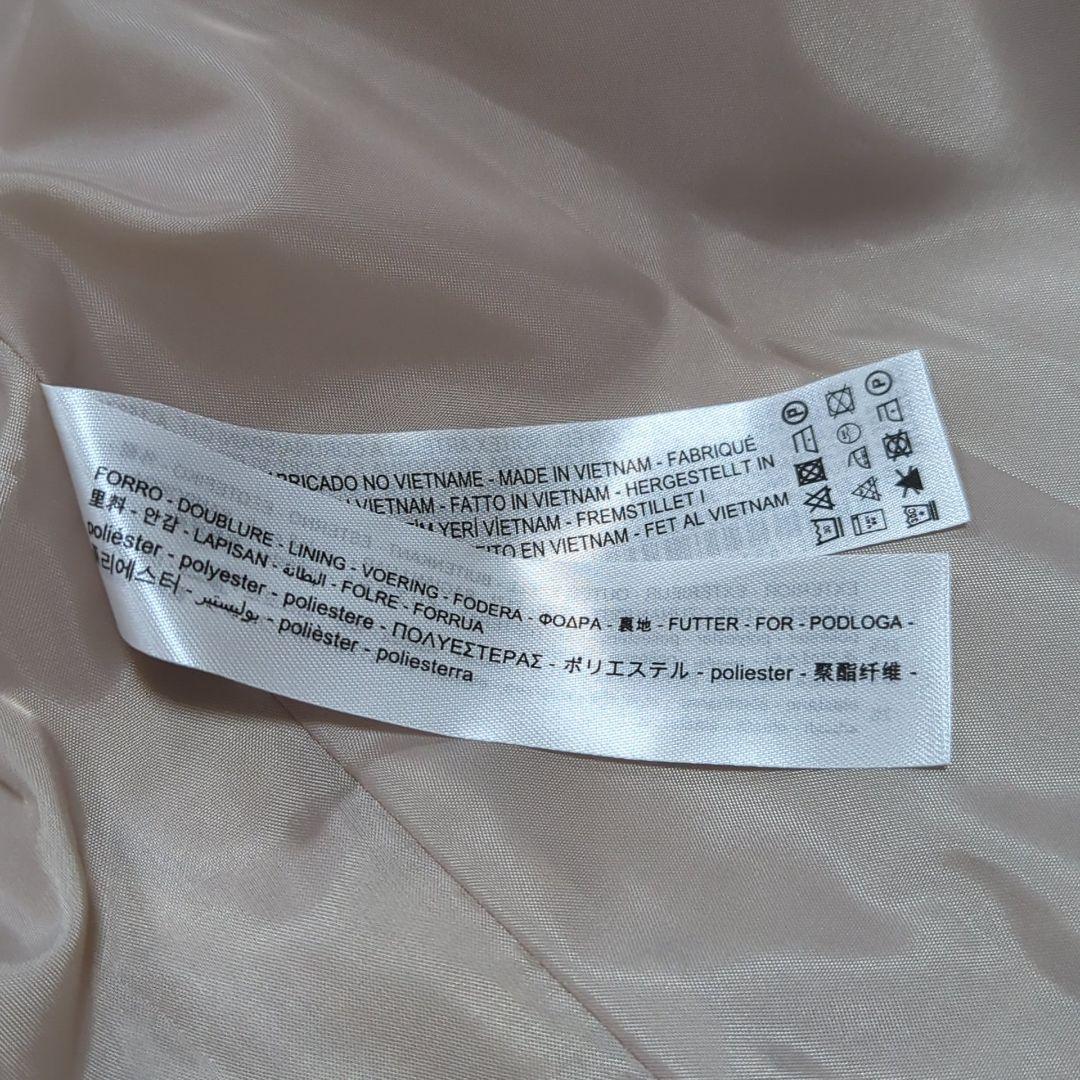 FABRICADO NO VIETNAME - MADE IN VIETNAM - FABRIQUÉ
VIETNAM - FATTO IN VIETNAM - HERGESTELLT IN
YERİ VİETNAM - FREMSTILLET I
EN VIETNAM - FET AL VIETNAM
FORRO - DOUBLURE - LINING - VOERING - FODERA - ΦΟΔΡΑ - 裏地 - FUTTER - FOR - PODLOGA -
里料 - 안감 - LAPISAN - البطانة - FOLRE - FORRUA
poliéster - polyester - poliestere - ΠΟΛΥΕΣΤΕΡΑΣ - ポリエステル - poliester - 聚酯纤维 -
폴리에스터 - بوليستير - polièster - poliesterra